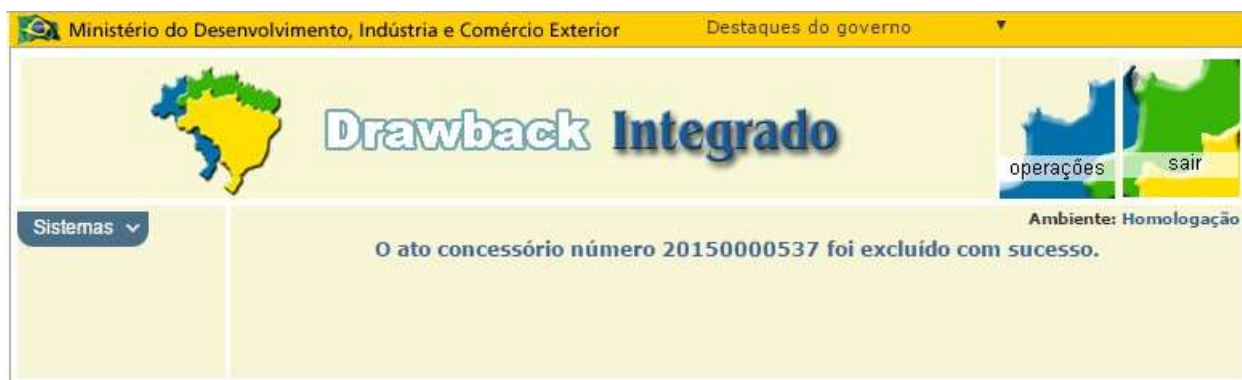 Ministério do Desenvolvimento, Indústria e Comércio Exterior
Destaques do governo
Drawback Integrado
operações
sair
Sistemas
Ambiente: Homologação
O ato concessório número 20150000537 foi excluído com sucesso.